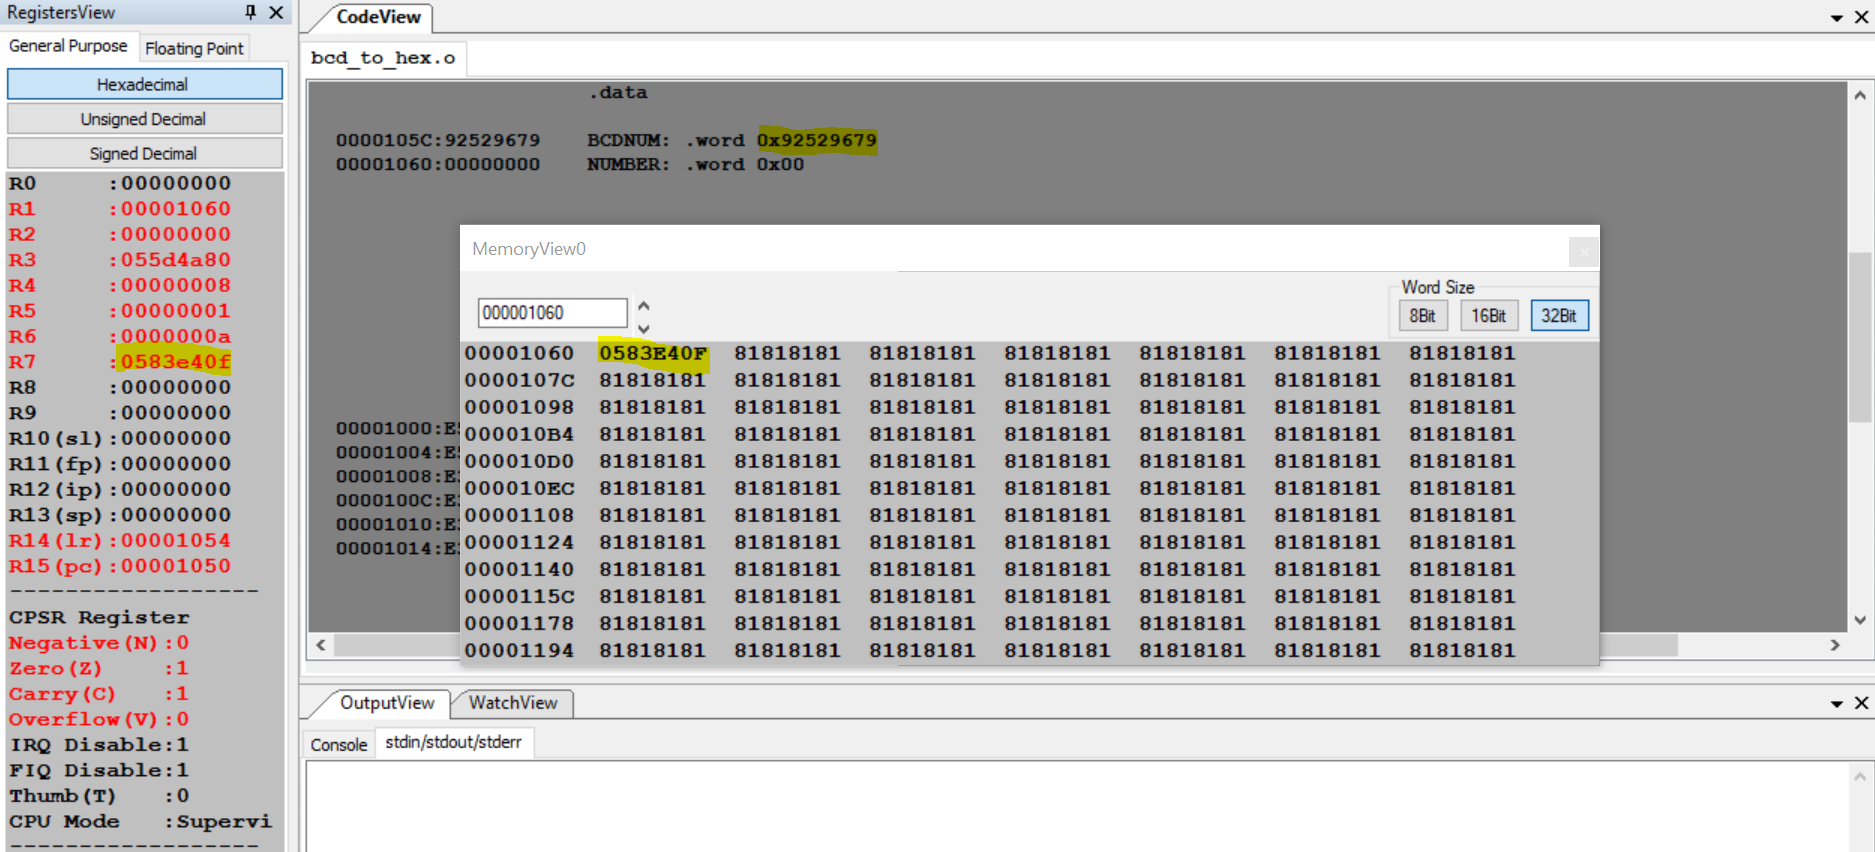 RegistersView
General Purpose Floating Point
Hexadecimal
Unsigned Decimal
Signed Decimal
R0 :00000000
R1 :00001060
R2 :00000000
R3 :055d4a80
R4 :00000008
R5 :00000001
R6 :0000000a
R7 :0583e40f
R8 :00000000
R9 :00000000
R10(sl):00000000
R11(fp):00000000
R12(ip):00000000
R13(sp):00000000
R14(lr):00001054
R15(pc):00001050
-------------------
CPSR Register
Negative(N):0
Zero(Z) :1
Carry(C) :1
Overflow(V):0
IRQ Disable:1
FIQ Disable:1
Thumb(T) :0
CPU Mode :Supervi
-------------------
CodeView
bcd_to_hex.o
.data
0000105C:92529679 BCDNUM: .word 0x92529679
00001060:00000000 NUMBER: .word 0x00
00001000:E5
00001004:E5
00001008:E3
0000100C:E3
00001010:E3
00001014:E3
MemoryView0
000001060
Word Size
8Bit 16Bit 32Bit
00001060 0583E40F 81818181 81818181 81818181 81818181 81818181 81818181
0000107C 81818181 81818181 81818181 81818181 81818181 81818181 81818181
00001098 81818181 81818181 81818181 81818181 81818181 81818181 81818181
000010B4 81818181 81818181 81818181 81818181 81818181 81818181 81818181
000010D0 81818181 81818181 81818181 81818181 81818181 81818181 81818181
000010EC 81818181 81818181 81818181 81818181 81818181 81818181 81818181
00001108 81818181 81818181 81818181 81818181 81818181 81818181 81818181
00001124 81818181 81818181 81818181 81818181 81818181 81818181 81818181
00001140 81818181 81818181 81818181 81818181 81818181 81818181 81818181
0000115C 81818181 81818181 81818181 81818181 81818181 81818181 81818181
00001178 81818181 81818181 81818181 81818181 81818181 81818181 81818181
00001194 81818181 81818181 81818181 81818181 81818181 81818181 81818181
OutputView WatchView
Console stdin/stdout/stderr